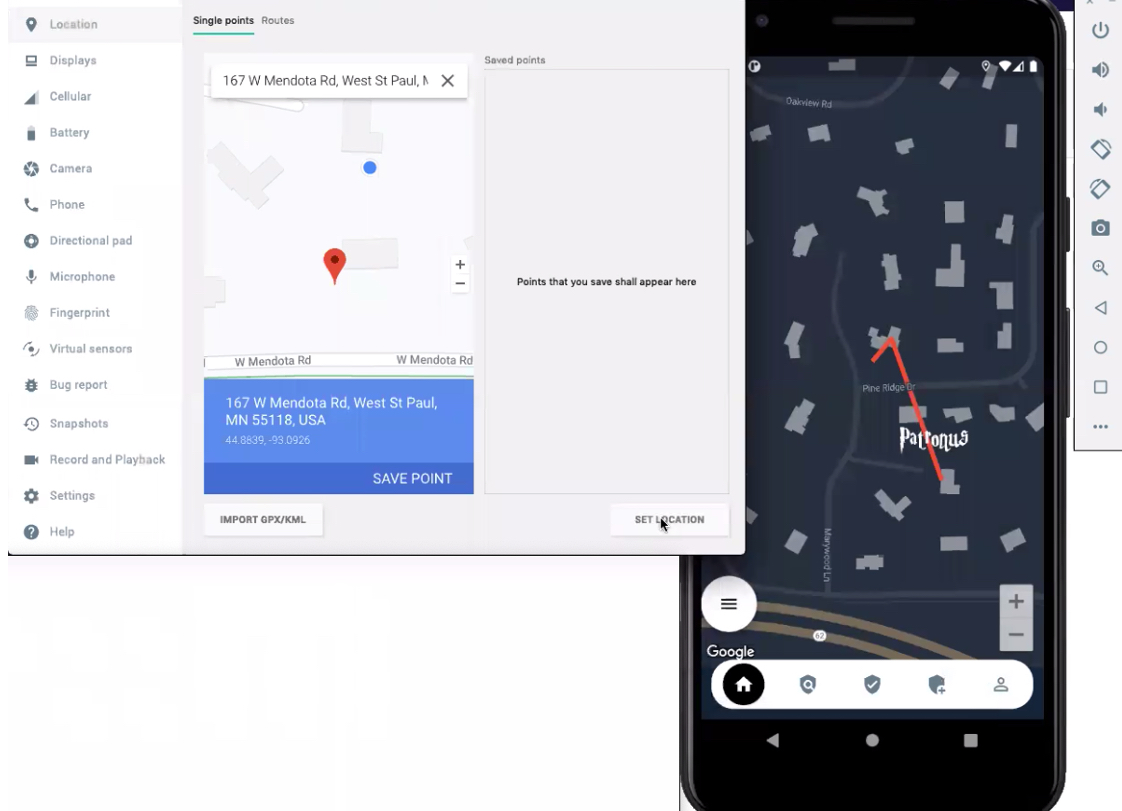 Location
Displays
Cellular
Battery
Camera
Phone
Directional pad
Microphone
Fingerprint
Virtual sensors
Bug report
Snapshots
Record and Playback
Settings
Help
Single points
Routes
167 W Mendota Rd, West St Paul, M
W Mendota Rd
W Mendota Rd
167 W Mendota Rd, West St Paul,
MN 55118, USA
44.8839, -93.0926
SAVE POINT
IMPORT GPX/KML
Saved points
Points that you save shall appear here
SET LOCATION
Oakview Rd
Pine Ridge Dr
Patronus
Marywood Ln
62
Google